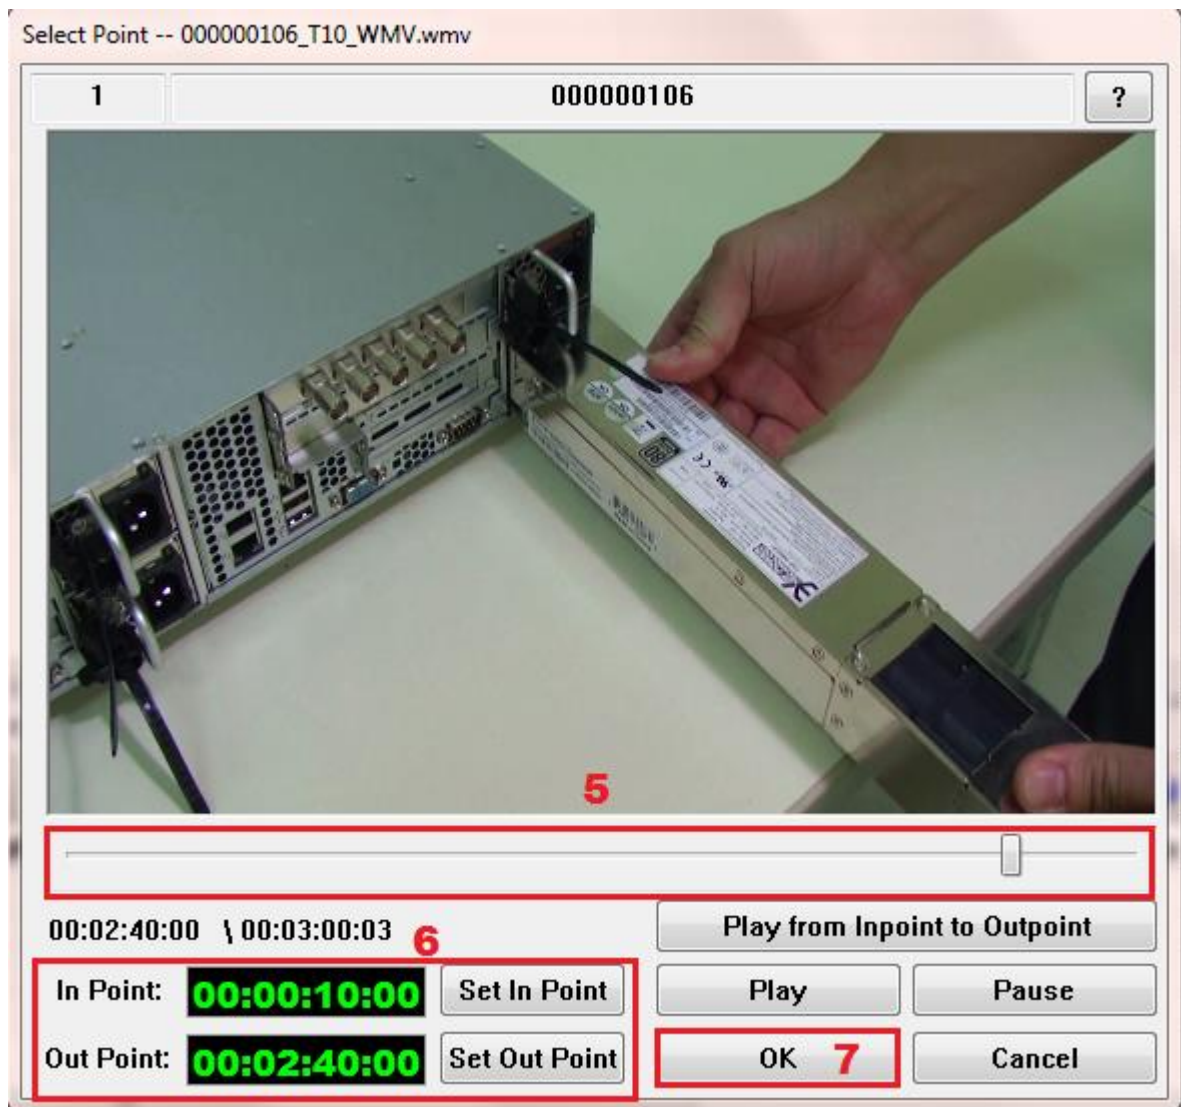 Select Point -- 000000106_T10_WMV.wmv
1 000000106 ?
5
00:02:40:00 \ 00:03:00:03 6 Play from Inpoint to Outpoint
In Point: 00:00:10:00 Set In Point Play Pause
Out Point: 00:02:40:00 Set Out Point OK 7 Cancel